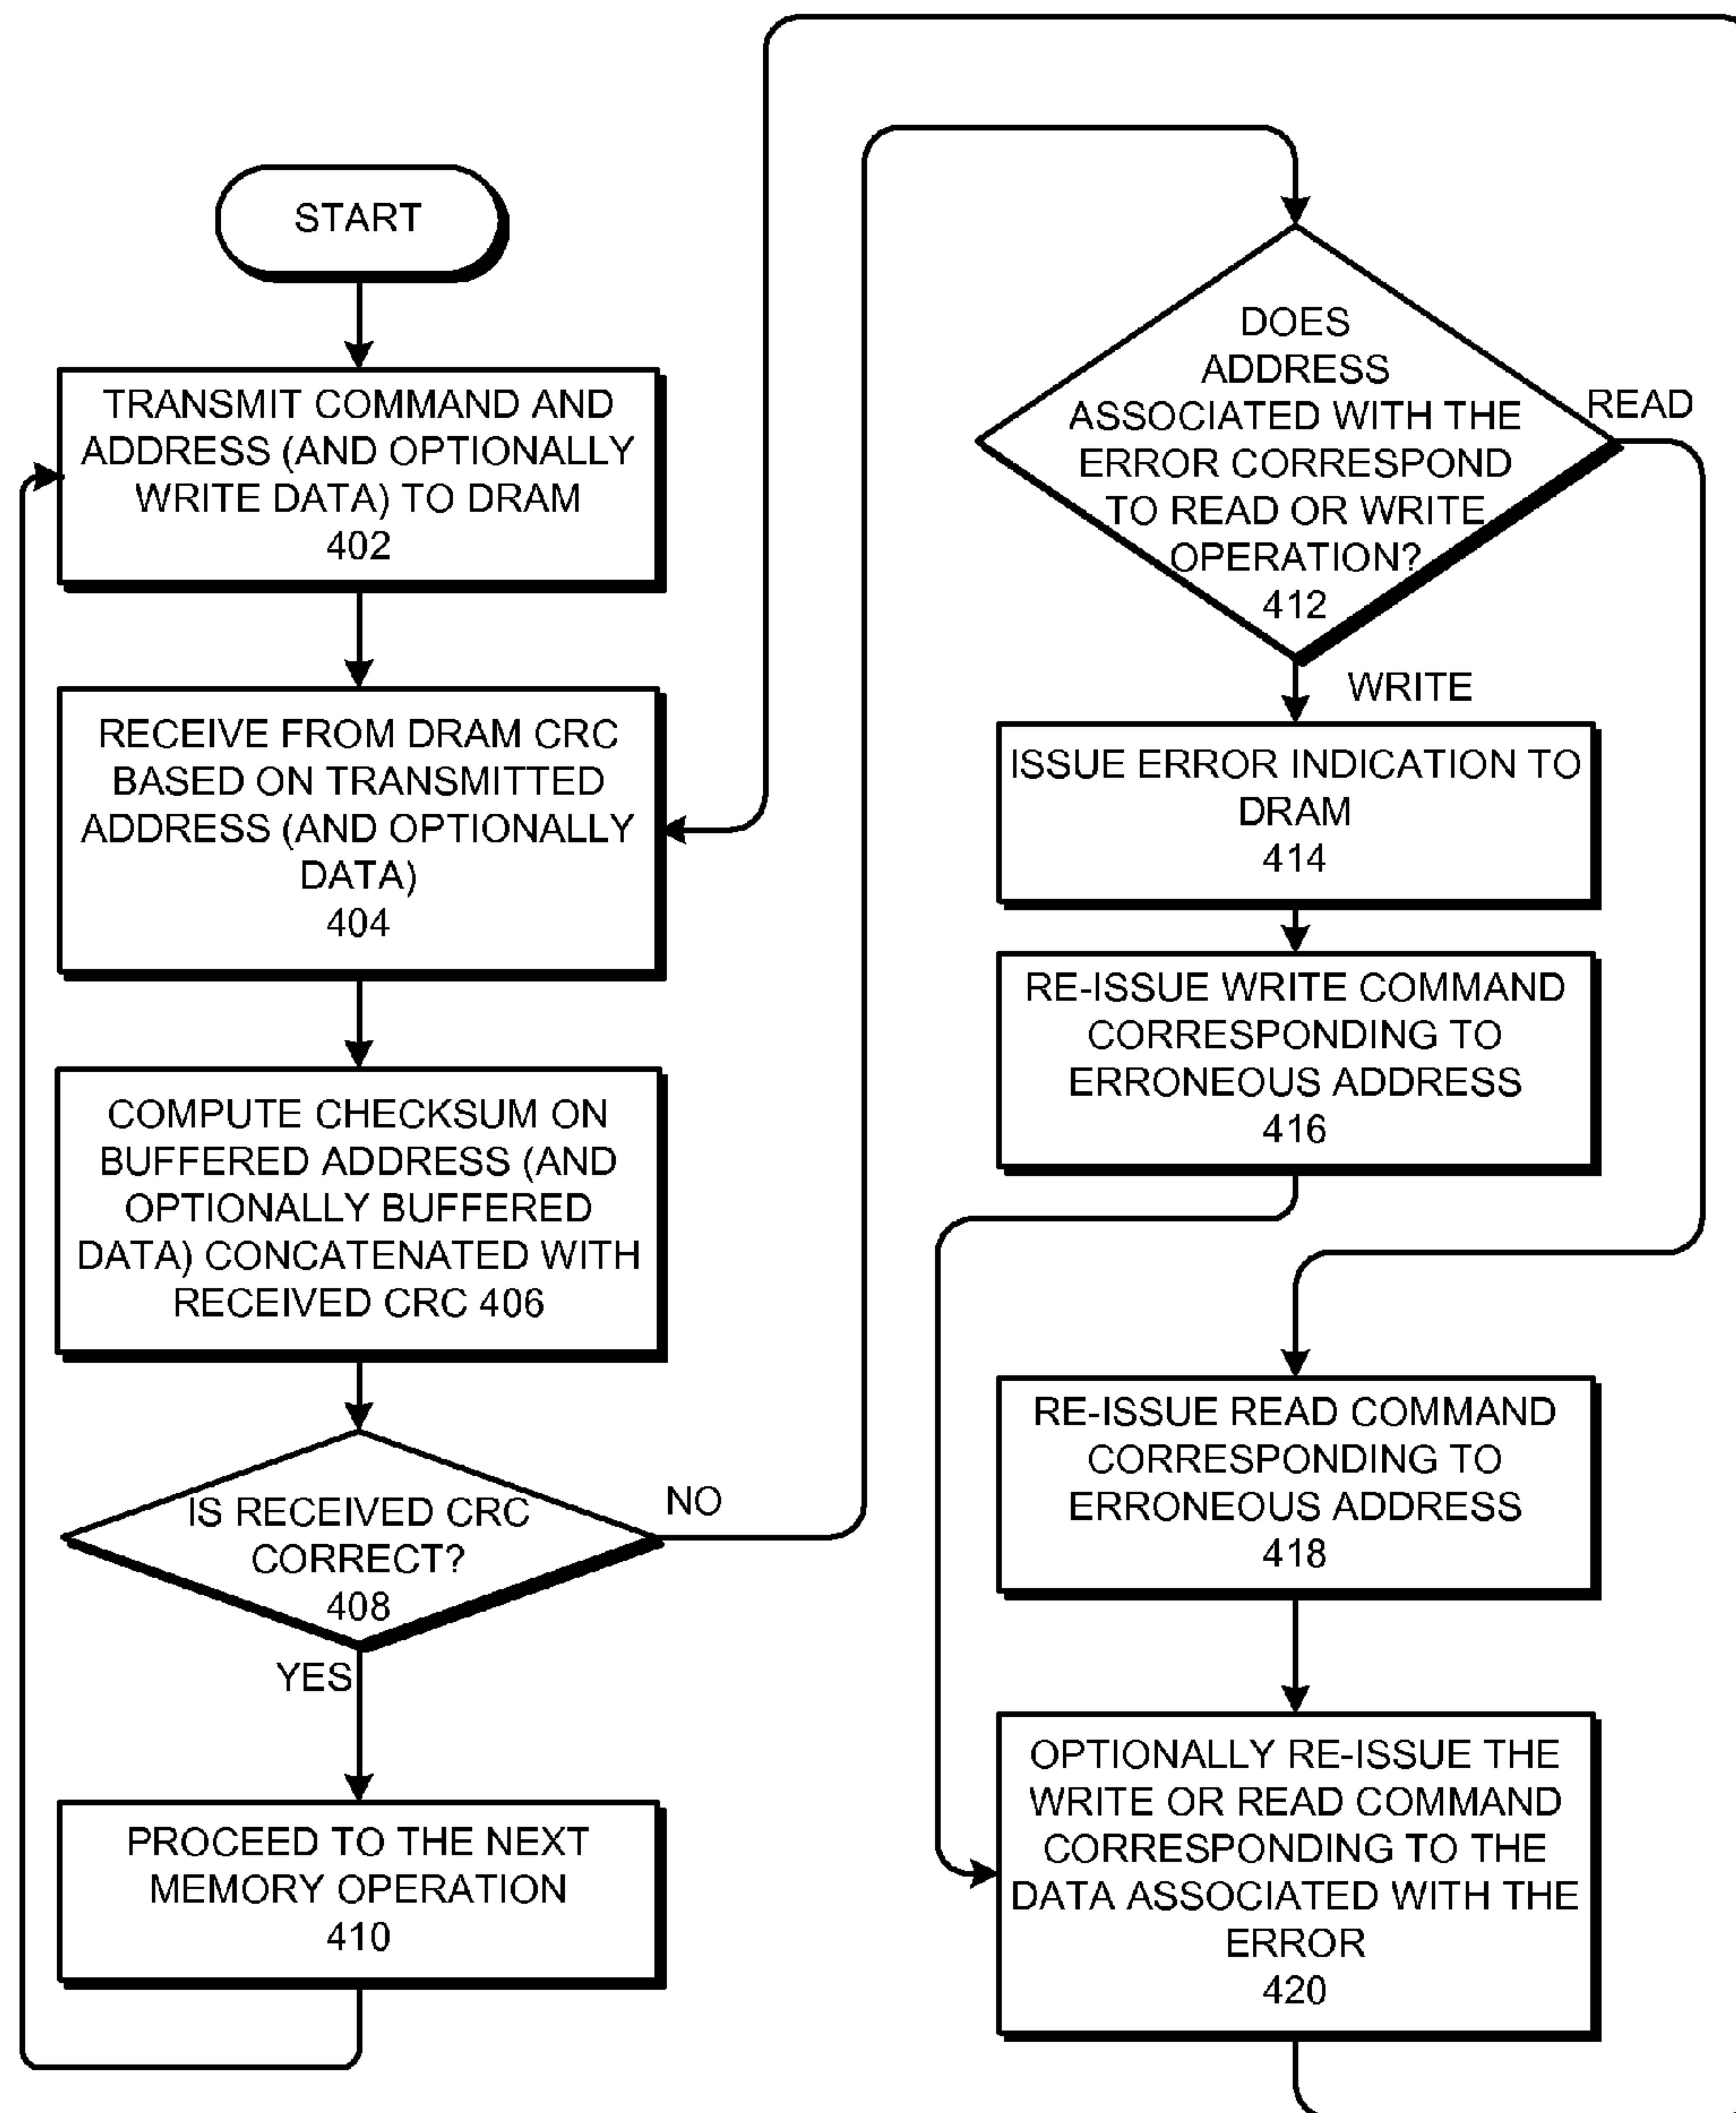 START
TRANSMIT COMMAND AND
ADDRESS (AND OPTIONALLY
WRITE DATA) TO DRAM
402
RECEIVE FROM DRAM CRC
BASED ON TRANSMITTED
ADDRESS (AND OPTIONALLY
DATA)
404
COMPUTE CHECKSUM ON
BUFFERED ADDRESS (AND
OPTIONALLY BUFFERED
DATA) CONCATENATED WITH
RECEIVED CRC 406
IS RECEIVED CRC
CORRECT?
408
NO
YES
PROCEED TO THE NEXT
MEMORY OPERATION
410
DOES
ADDRESS
ASSOCIATED WITH THE
ERROR CORRESPOND
TO READ OR WRITE
OPERATION?
412
READ
WRITE
ISSUE ERROR INDICATION TO
DRAM
414
RE-ISSUE WRITE COMMAND
CORRESPONDING TO
ERRONEOUS ADDRESS
416
RE-ISSUE READ COMMAND
CORRESPONDING TO
ERRONEOUS ADDRESS
418
OPTIONALLY RE-ISSUE THE
WRITE OR READ COMMAND
CORRESPONDING TO THE
DATA ASSOCIATED WITH THE
ERROR
420